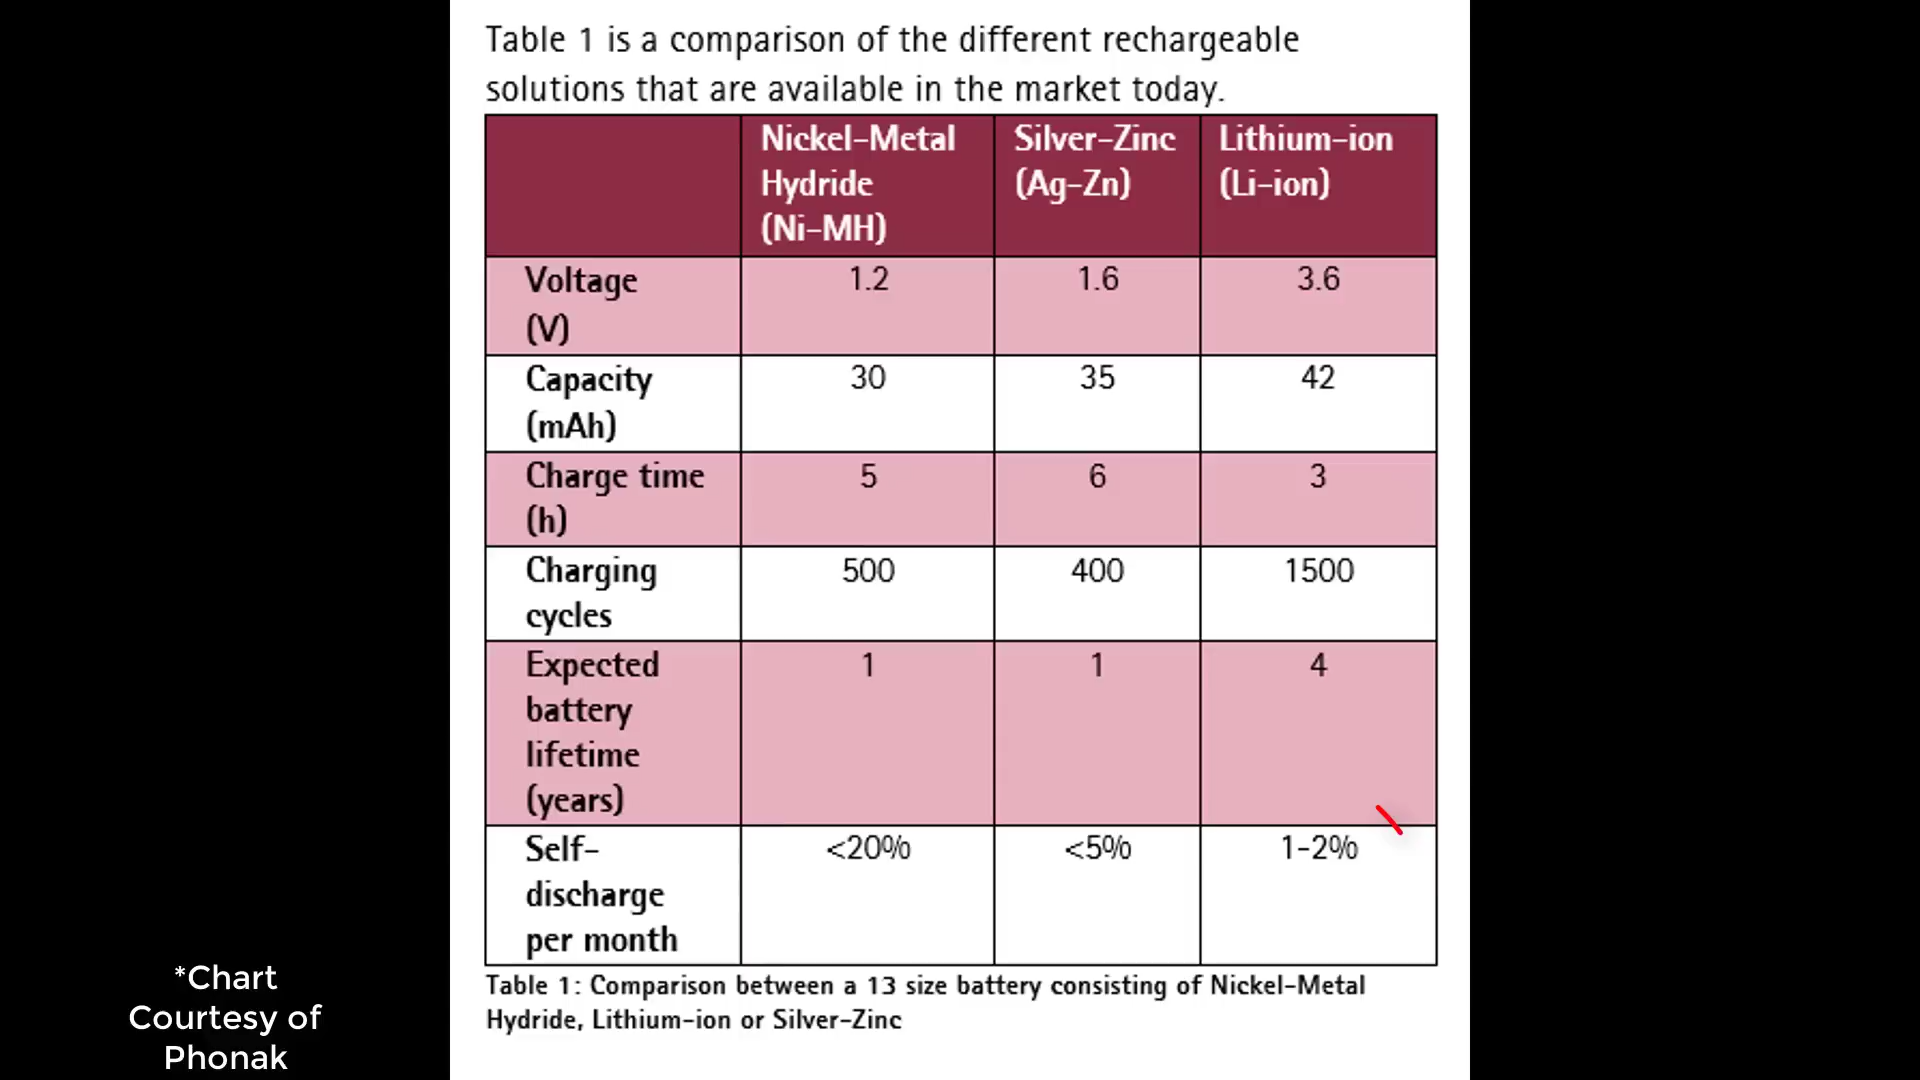 Table 1 is a comparison of the different rechargeable
solutions that are available in the market today.
Nickel-Metal Hydride (Ni-MH) Silver-Zinc (Ag-Zn) Lithium-ion (Li-ion)
Voltage (V) 1.2 1.6 3.6
Capacity (mAh) 30 35 42
Charge time (h) 5 6 3
Charging cycles 500 400 1500
Expected battery lifetime (years) 1 1 4
Self-discharge per month <20% <5% 1-2%
Table 1: Comparison between a 13 size battery consisting of Nickel-Metal
Hydride, Lithium-ion or Silver-Zinc
*Chart
Courtesy of
Phonak